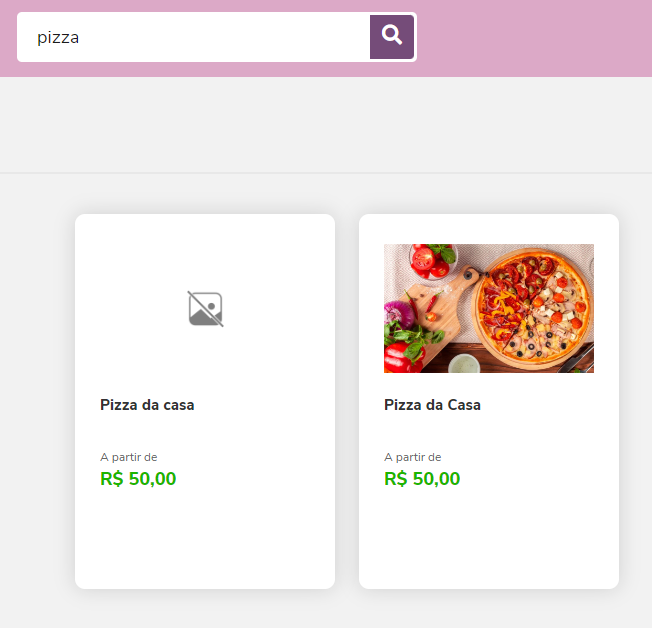 pizza
Pizza da casa
A partir de
R$ 50,00
Pizza da Casa
A partir de
R$ 50,00